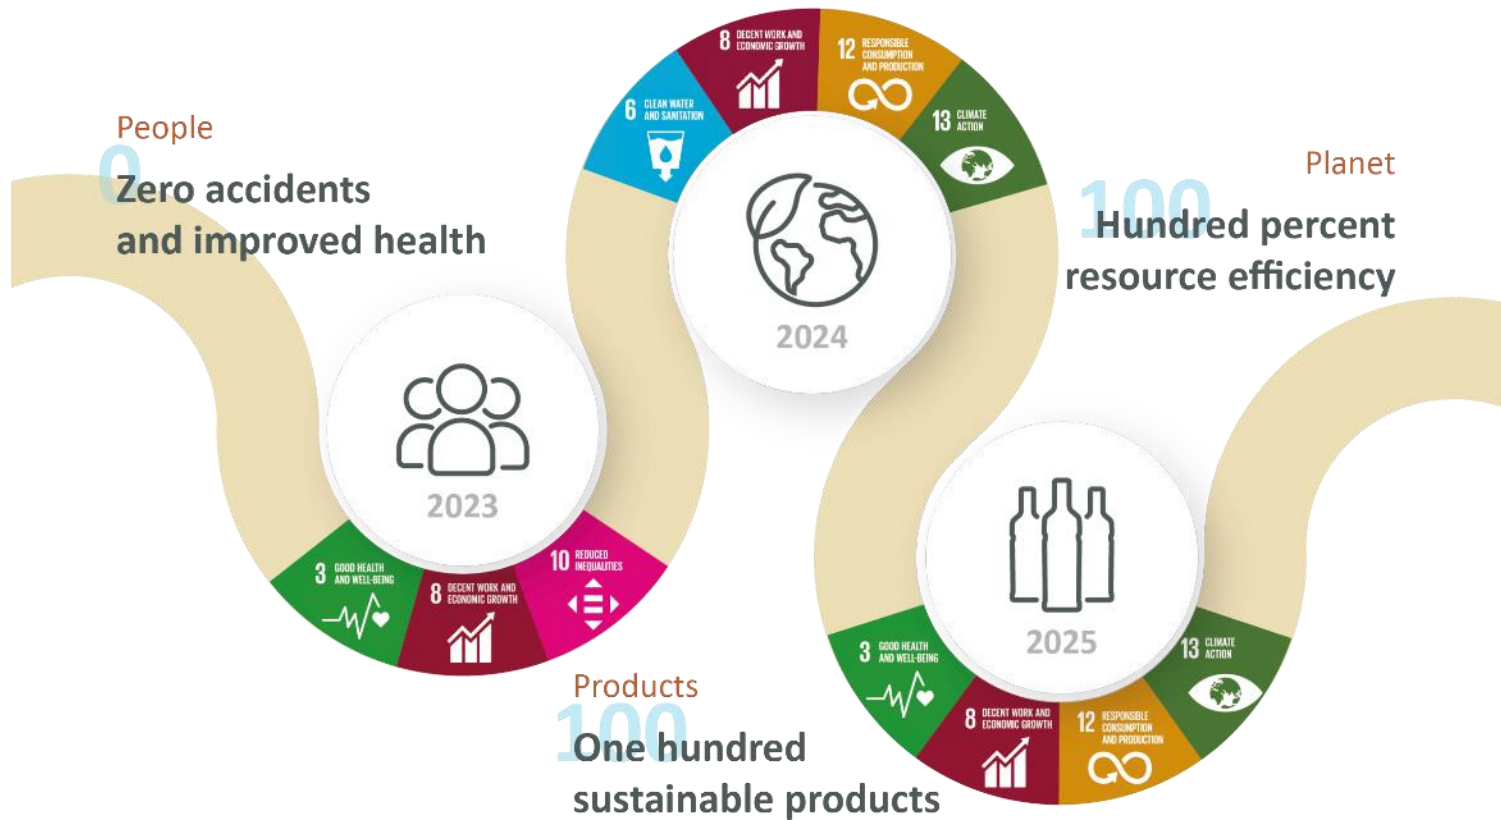 People
0
Zero accidents
and improved health
2023
3 GOOD HEALTH
AND WELL-BEING
8 DECENT WORK AND
ECONOMIC GROWTH
10 REDUCED
INEQUALITIES
6 CLEAN WATER
AND SANITATION
8 DECENT WORK AND
ECONOMIC GROWTH
12 RESPONSIBLE
CONSUMPTION
AND PRODUCTION
13 CLIMATE
ACTION
2024
Planet
100
Hundred percent
resource efficiency
Products
100
One hundred
sustainable products
2025
3 GOOD HEALTH
AND WELL-BEING
8 DECENT WORK AND
ECONOMIC GROWTH
12 RESPONSIBLE
CONSUMPTION
AND PRODUCTION
13 CLIMATE
ACTION